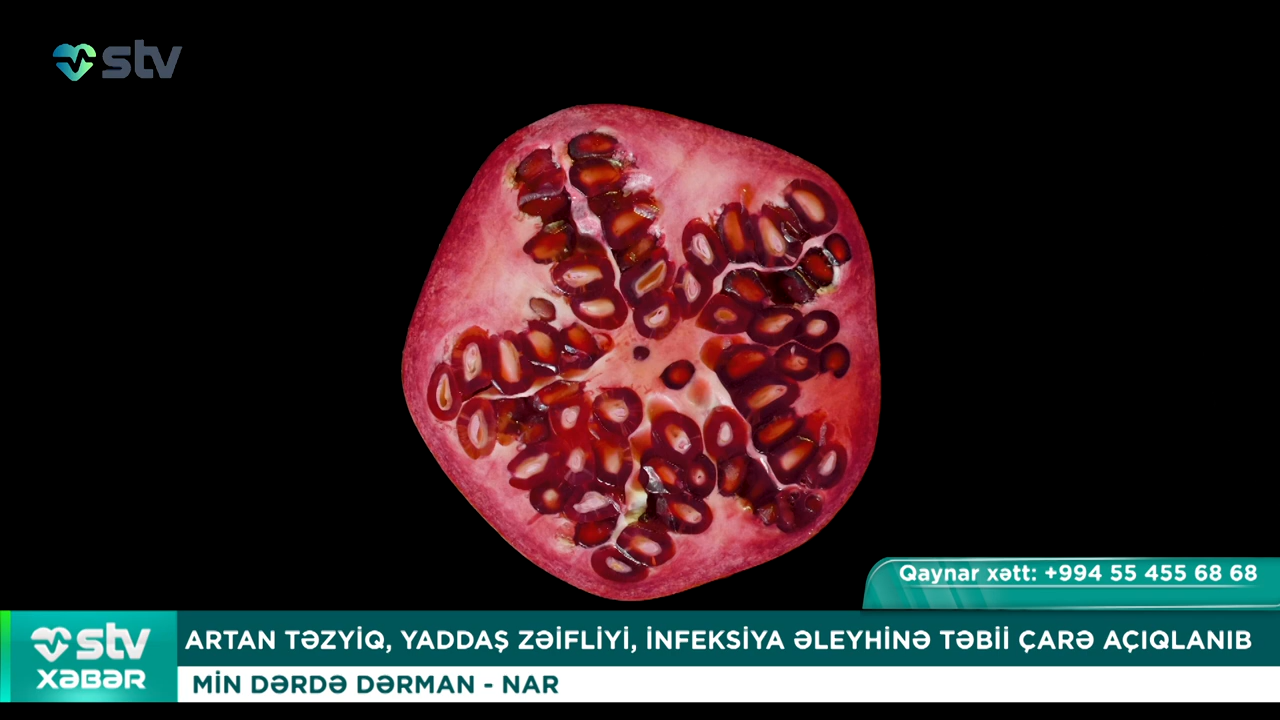 stv
Qaynar xətt: +994 55 455 68 68
stv
XƏBƏR
ARTAN TƏZYİQ, YADDAŞ ZƏİFLİYİ, İNFEKSİYA ƏLEYHİNƏ TƏBİİ ÇARƏ AÇIQLANIB
MİN DƏRDƏ DƏRMAN - NAR